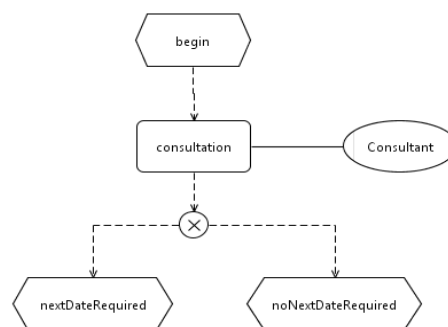 begin
consultation
Consultant
nextDateRequired
noNextDateRequired